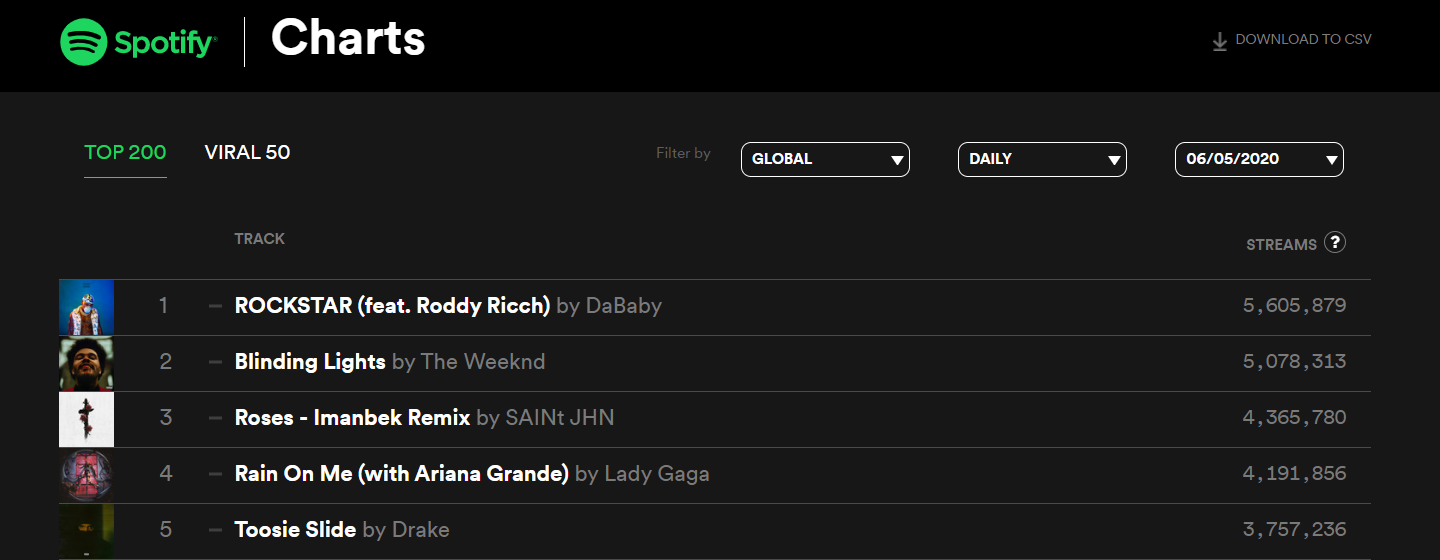 Spotify® Charts
DOWNLOAD TO CSV
TOP 200 VIRAL 50 Filter by GLOBAL DAILY 06/05/2020
TRACK STREAMS ?
1 – ROCKSTAR (feat. Roddy Ricch) by DaBaby 5,605,879
2 – Blinding Lights by The Weeknd 5,078,313
3 – Roses - Imanbek Remix by SAINt JHN 4,365,780
4 – Rain On Me (with Ariana Grande) by Lady Gaga 4,191,856
5 – Toosie Slide by Drake 3,757,236